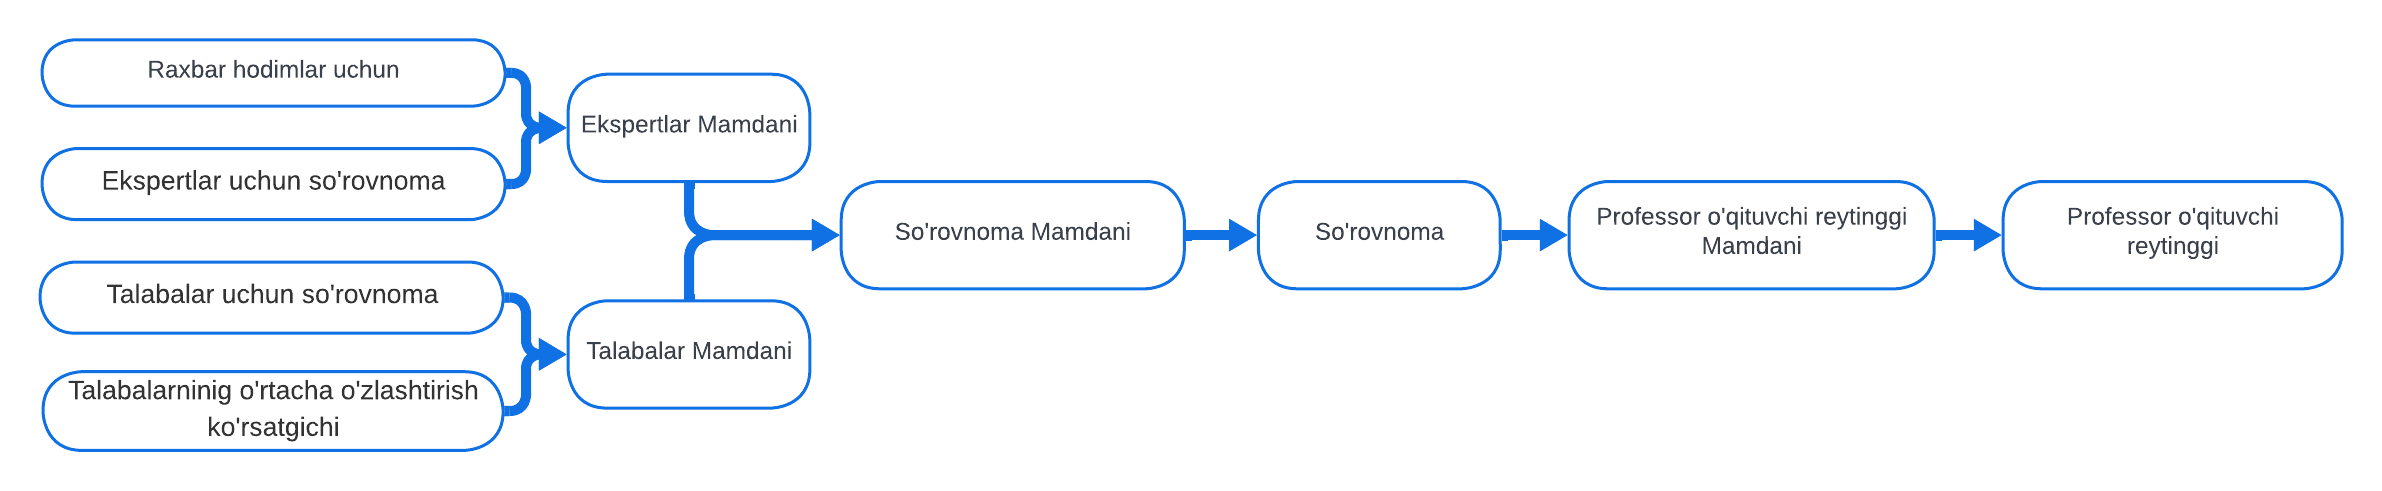 Raxbar hodimlar uchun
Ekspertlar uchun so'rovnoma
Talabalar uchun so'rovnoma
Talabalarninig o'rtacha o'zlashtirish
ko'rsatgichi
Ekspertlar Mamdani
Talabalar Mamdani
So'rovnoma Mamdani
So'rovnoma
Professor o'qituvchi reytinggi
Mamdani
Professor o'qituvchi
reytinggi